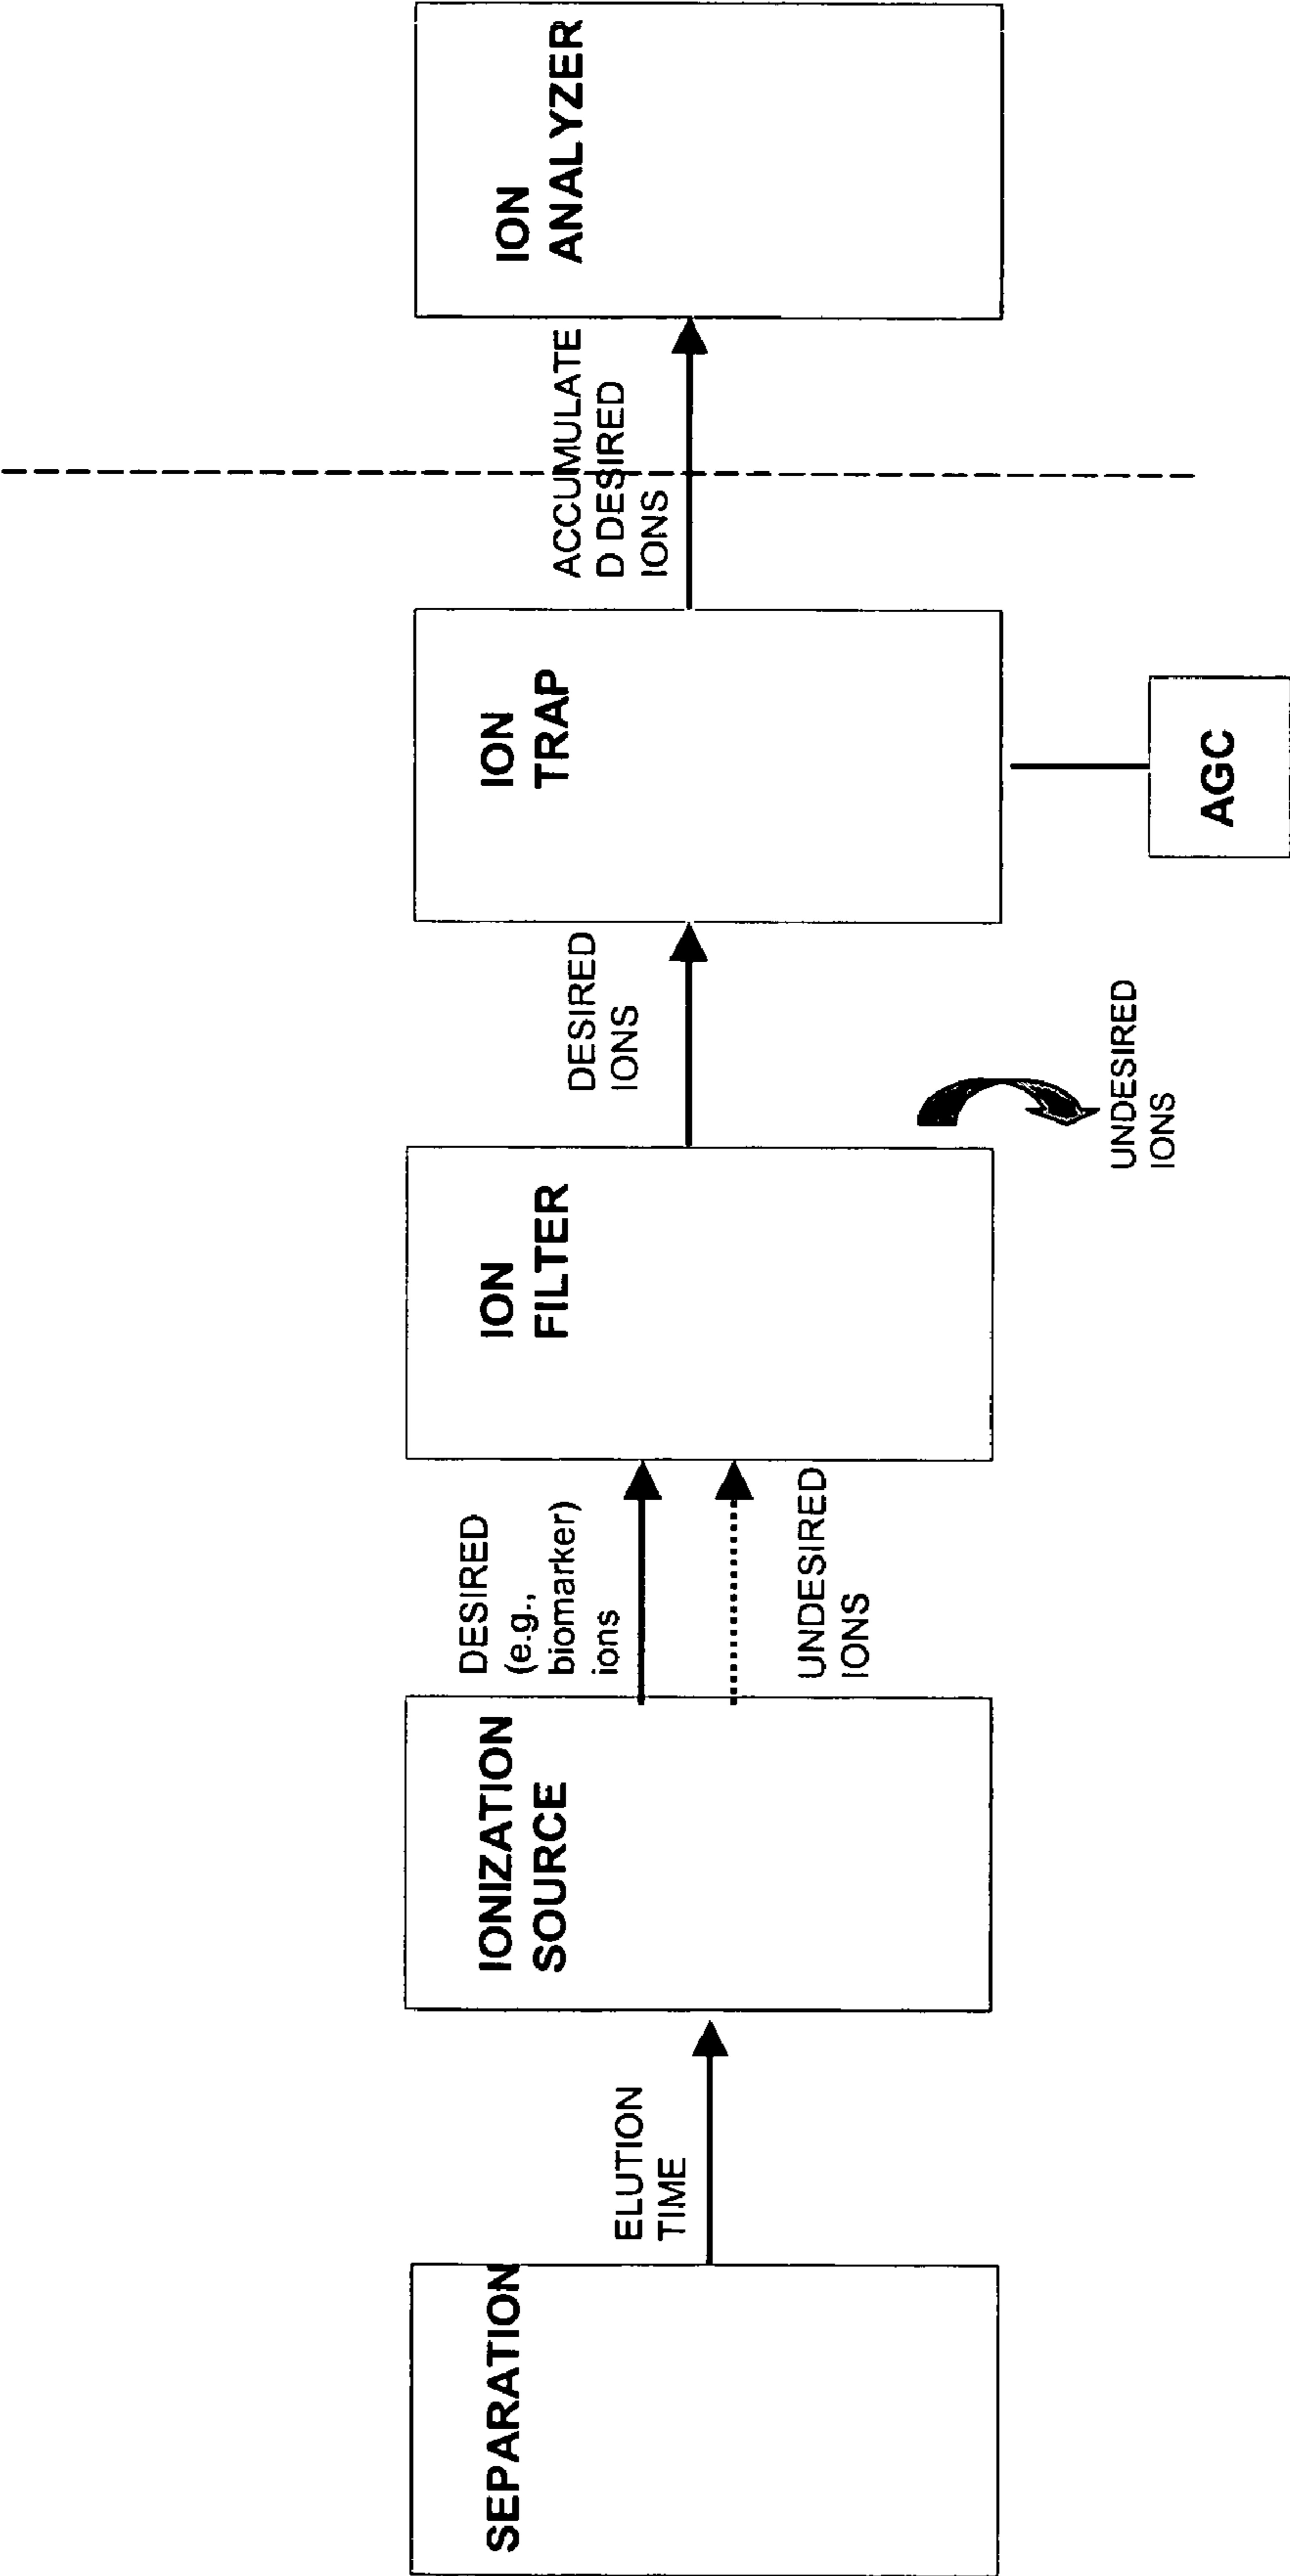 SEPARATION
ELUTION
TIME
IONIZATION
SOURCE
DESIRED
(e.g.,
biomarker)
ions
UNDESIRED
IONS
ION
FILTER
DESIRED
IONS
UNDESIRED
IONS
ION
TRAP
AGC
ACCUMULATE
D DESIRED
IONS
ION
ANALYZER